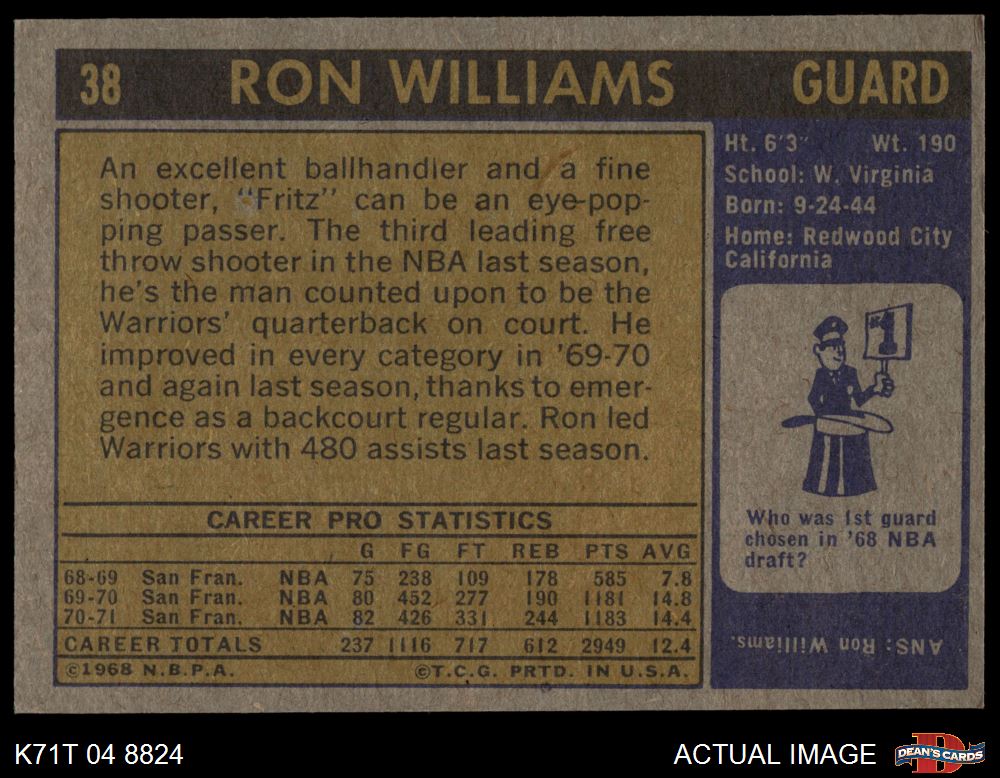 38 RON WILLIAMS GUARD
An excellent ballhandler and a fine
shooter, "Fritz" can be an eye-pop-
ping passer. The third leading free
throw shooter in the NBA last season,
he's the man counted upon to be the
Warriors' quarterback on court. He
improved in every category in '69-70
and again last season, thanks to emer-
gence as a backcourt regular. Ron led
Warriors with 480 assists last season.
CAREER PRO STATISTICS
G FG FT REB PTS AVG
68-69 San Fran. NBA 75 238 109 178 585 7.8
69-70 San Fran. NBA 80 452 277 190 1181 14.8
70-71 San Fran. NBA 82 426 331 244 1183 14.4
CAREER TOTALS 237 1116 717 612 2949 12.4
©1968 N.B.P.A. ©T.C.G. PRTD. IN U.S.A.
Ht. 6'3" Wt. 190
School: W. Virginia
Born: 9-24-44
Home: Redwood City
California
1
Who was 1st guard
chosen in '68 NBA
draft?
ANS: Ron Williams.
K71T 04 8824 ACTUAL IMAGE
D
DEAN'S CARDS